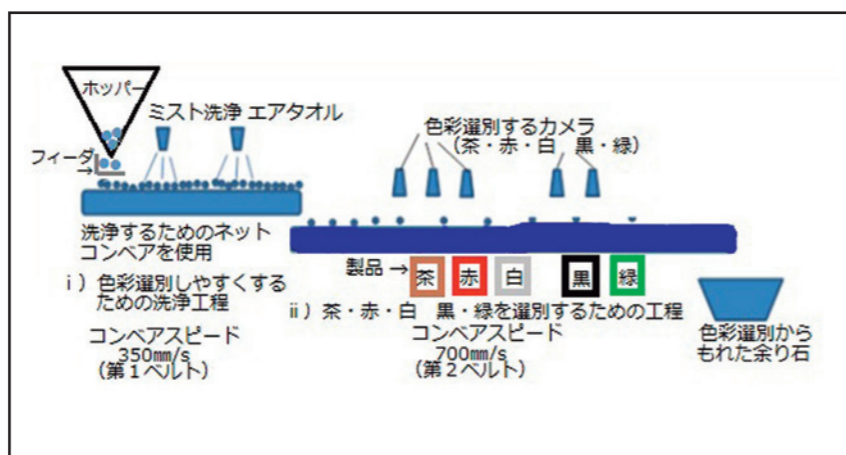 ホッパー
フィーダ
→
ミスト洗浄 エアタオル
洗浄するためのネット
コンベアを使用
ⅰ）色彩選別しやすくする
ための洗浄工程
コンベアスピード
350㎜/s
（第１ベルト）
色彩選別するカメラ
（茶・赤・白 黒・緑）
製品 →
茶
赤
白
黒
緑
ⅱ）茶・赤・白 黒・緑を選別するための工程
コンベアスピード
700㎜/s
（第２ベルト）
色彩選別から
もれた余り石